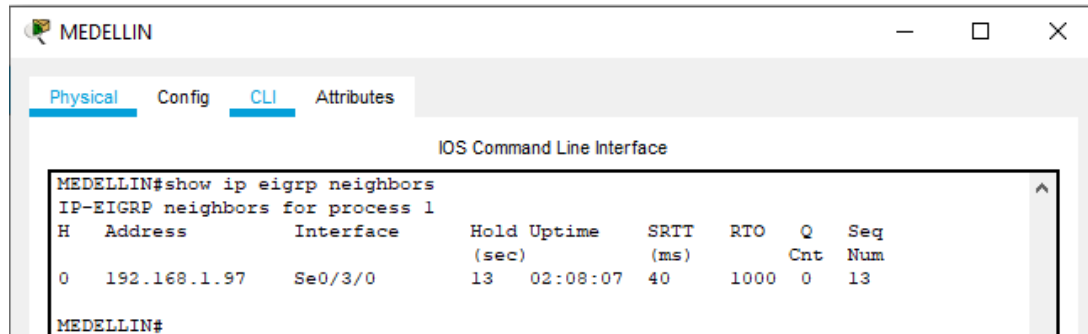 MEDELLIN
Physical Config CLI Attributes
IOS Command Line Interface
MEDELLIN#show ip eigrp neighbors
IP-EIGRP neighbors for process 1
H   Address         Interface      Hold Uptime    SRTT   RTO   Q   Seq
                                   (sec)          (ms)        Cnt  Num
0   192.168.1.97    Se0/3/0        13   02:08:07  40     1000  0   13
MEDELLIN#